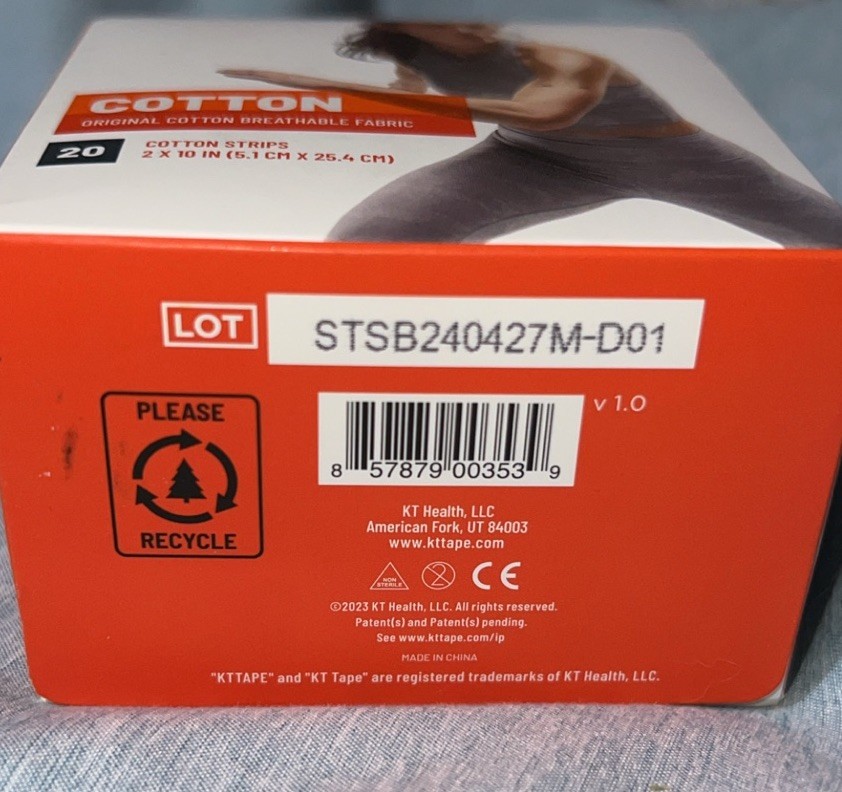 COTTON
ORIGINAL COTTON BREATHABLE FABRIC
20
COTTON STRIPS
2 X 10 IN (5.1 CM X 25.4 CM)
LOT
STSB240427M-D01
PLEASE
RECYCLE
8 57879 00353 9
v 1.0
KT Health, LLC
American Fork, UT 84003
www.kttape.com
NON
STERILE
2
CE
©2023 KT Health, LLC. All rights reserved.
Patent(s) and Patent(s) pending.
See www.kttape.com/ip
MADE IN CHINA
"KTTAPE" and "KT Tape" are registered trademarks of KT Health, LLC.